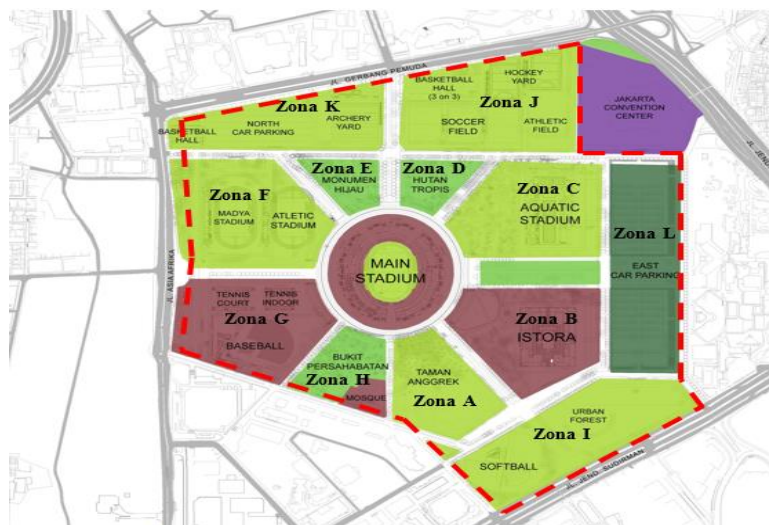 JL. GERBANG PEMUDA
BASKETBALL
HALL
(3 on 3)
HOCKEY
YARD
Zona K
Zona J
JAKARTA
CONVENTION
CENTER
BASKETBALL
HALL
NORTH
CAR PARKING
ARCHERY
YARD
SOCCER
FIELD
ATHLETIC
FIELD
JL. JEND.
Zona E
MONUMEN
HIJAU
Zona D
HUTAN
TROPIS
Zona F
MADYA
STADIUM
ATLETIC
STADIUM
Zona C
AQUATIC
STADIUM
Zona L
EAST
CAR PARKING
MAIN
STADIUM
JL. ASIA AFRIKA
TENNIS
COURT
TENNIS
INDOOR
Zona G
BASEBALL
Zona B
ISTORA
BUKIT
PERSAHABATAN
Zona H
MOSQUE
TAMAN
ANGGREK
Zona A
URBAN
FOREST
Zona I
SOFTBALL
JL. JEND. SUDIRMAN